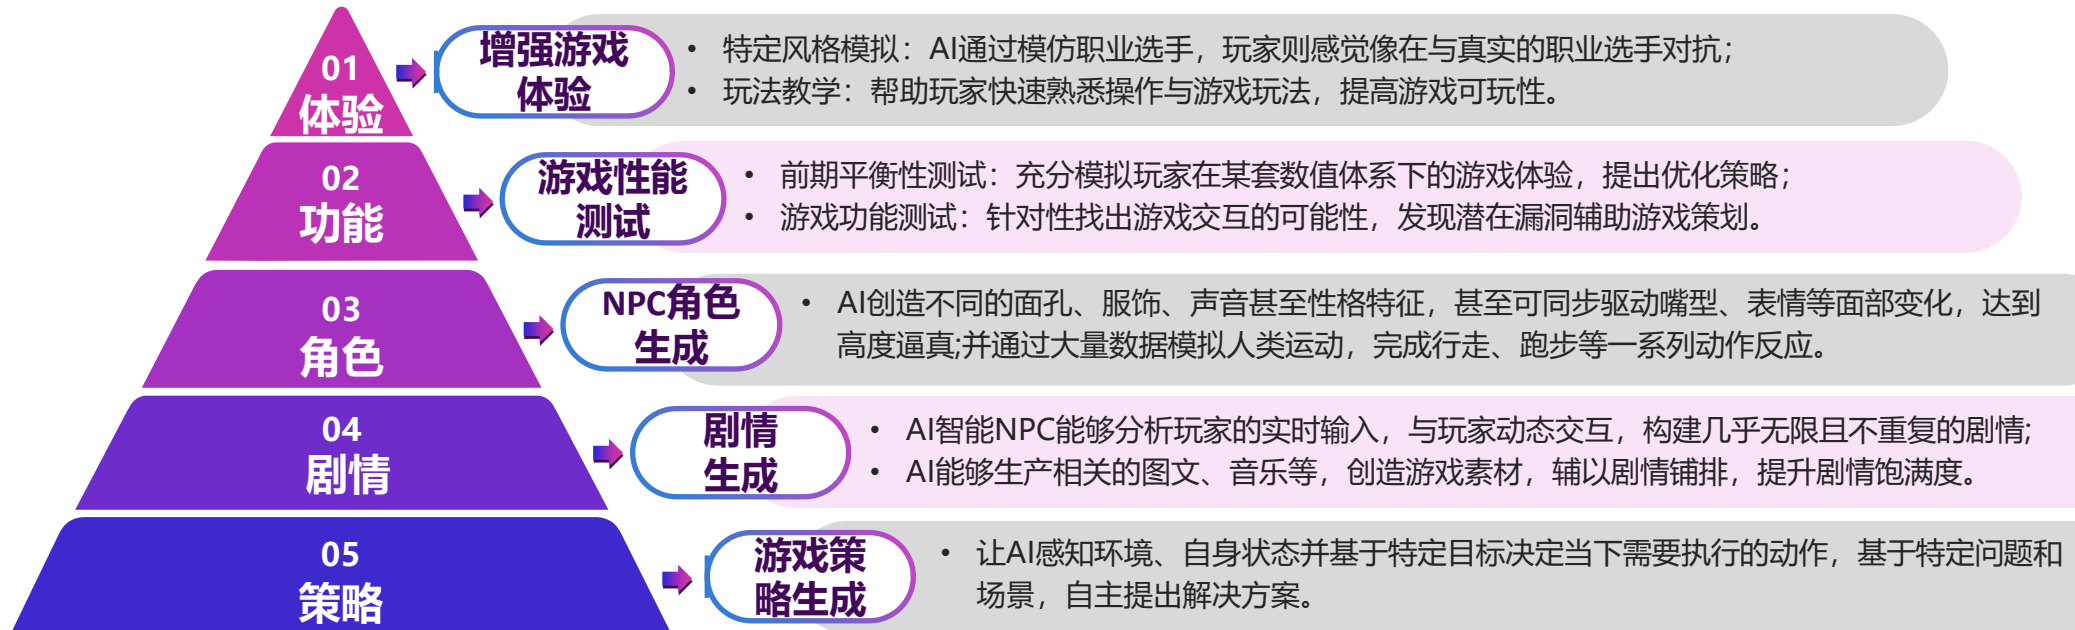 01
体验
增强游戏
体验
• 特定风格模拟：AI通过模仿职业选手，玩家则感觉像在与真实的职业选手对抗；
• 玩法教学：帮助玩家快速熟悉操作与游戏玩法，提高游戏可玩性。
02
功能
游戏性能
测试
• 前期平衡性测试：充分模拟玩家在某套数值体系下的游戏体验，提出优化策略；
• 游戏功能测试：针对性找出游戏交互的可能性，发现潜在漏洞辅助游戏策划。
03
角色
NPC角色
生成
• AI创造不同的面孔、服饰、声音甚至性格特征，甚至可同步驱动嘴型、表情等面部变化，达到
高度逼真;并通过大量数据模拟人类运动，完成行走、跑步等一系列动作反应。
04
剧情
剧情
生成
• AI智能NPC能够分析玩家的实时输入，与玩家动态交互，构建几乎无限且不重复的剧情;
• AI能够生产相关的图文、音乐等，创造游戏素材，辅以剧情铺排，提升剧情饱满度。
05
策略
游戏策
略生成
• 让AI感知环境、自身状态并基于特定目标决定当下需要执行的动作，基于特定问题和
场景，自主提出解决方案。